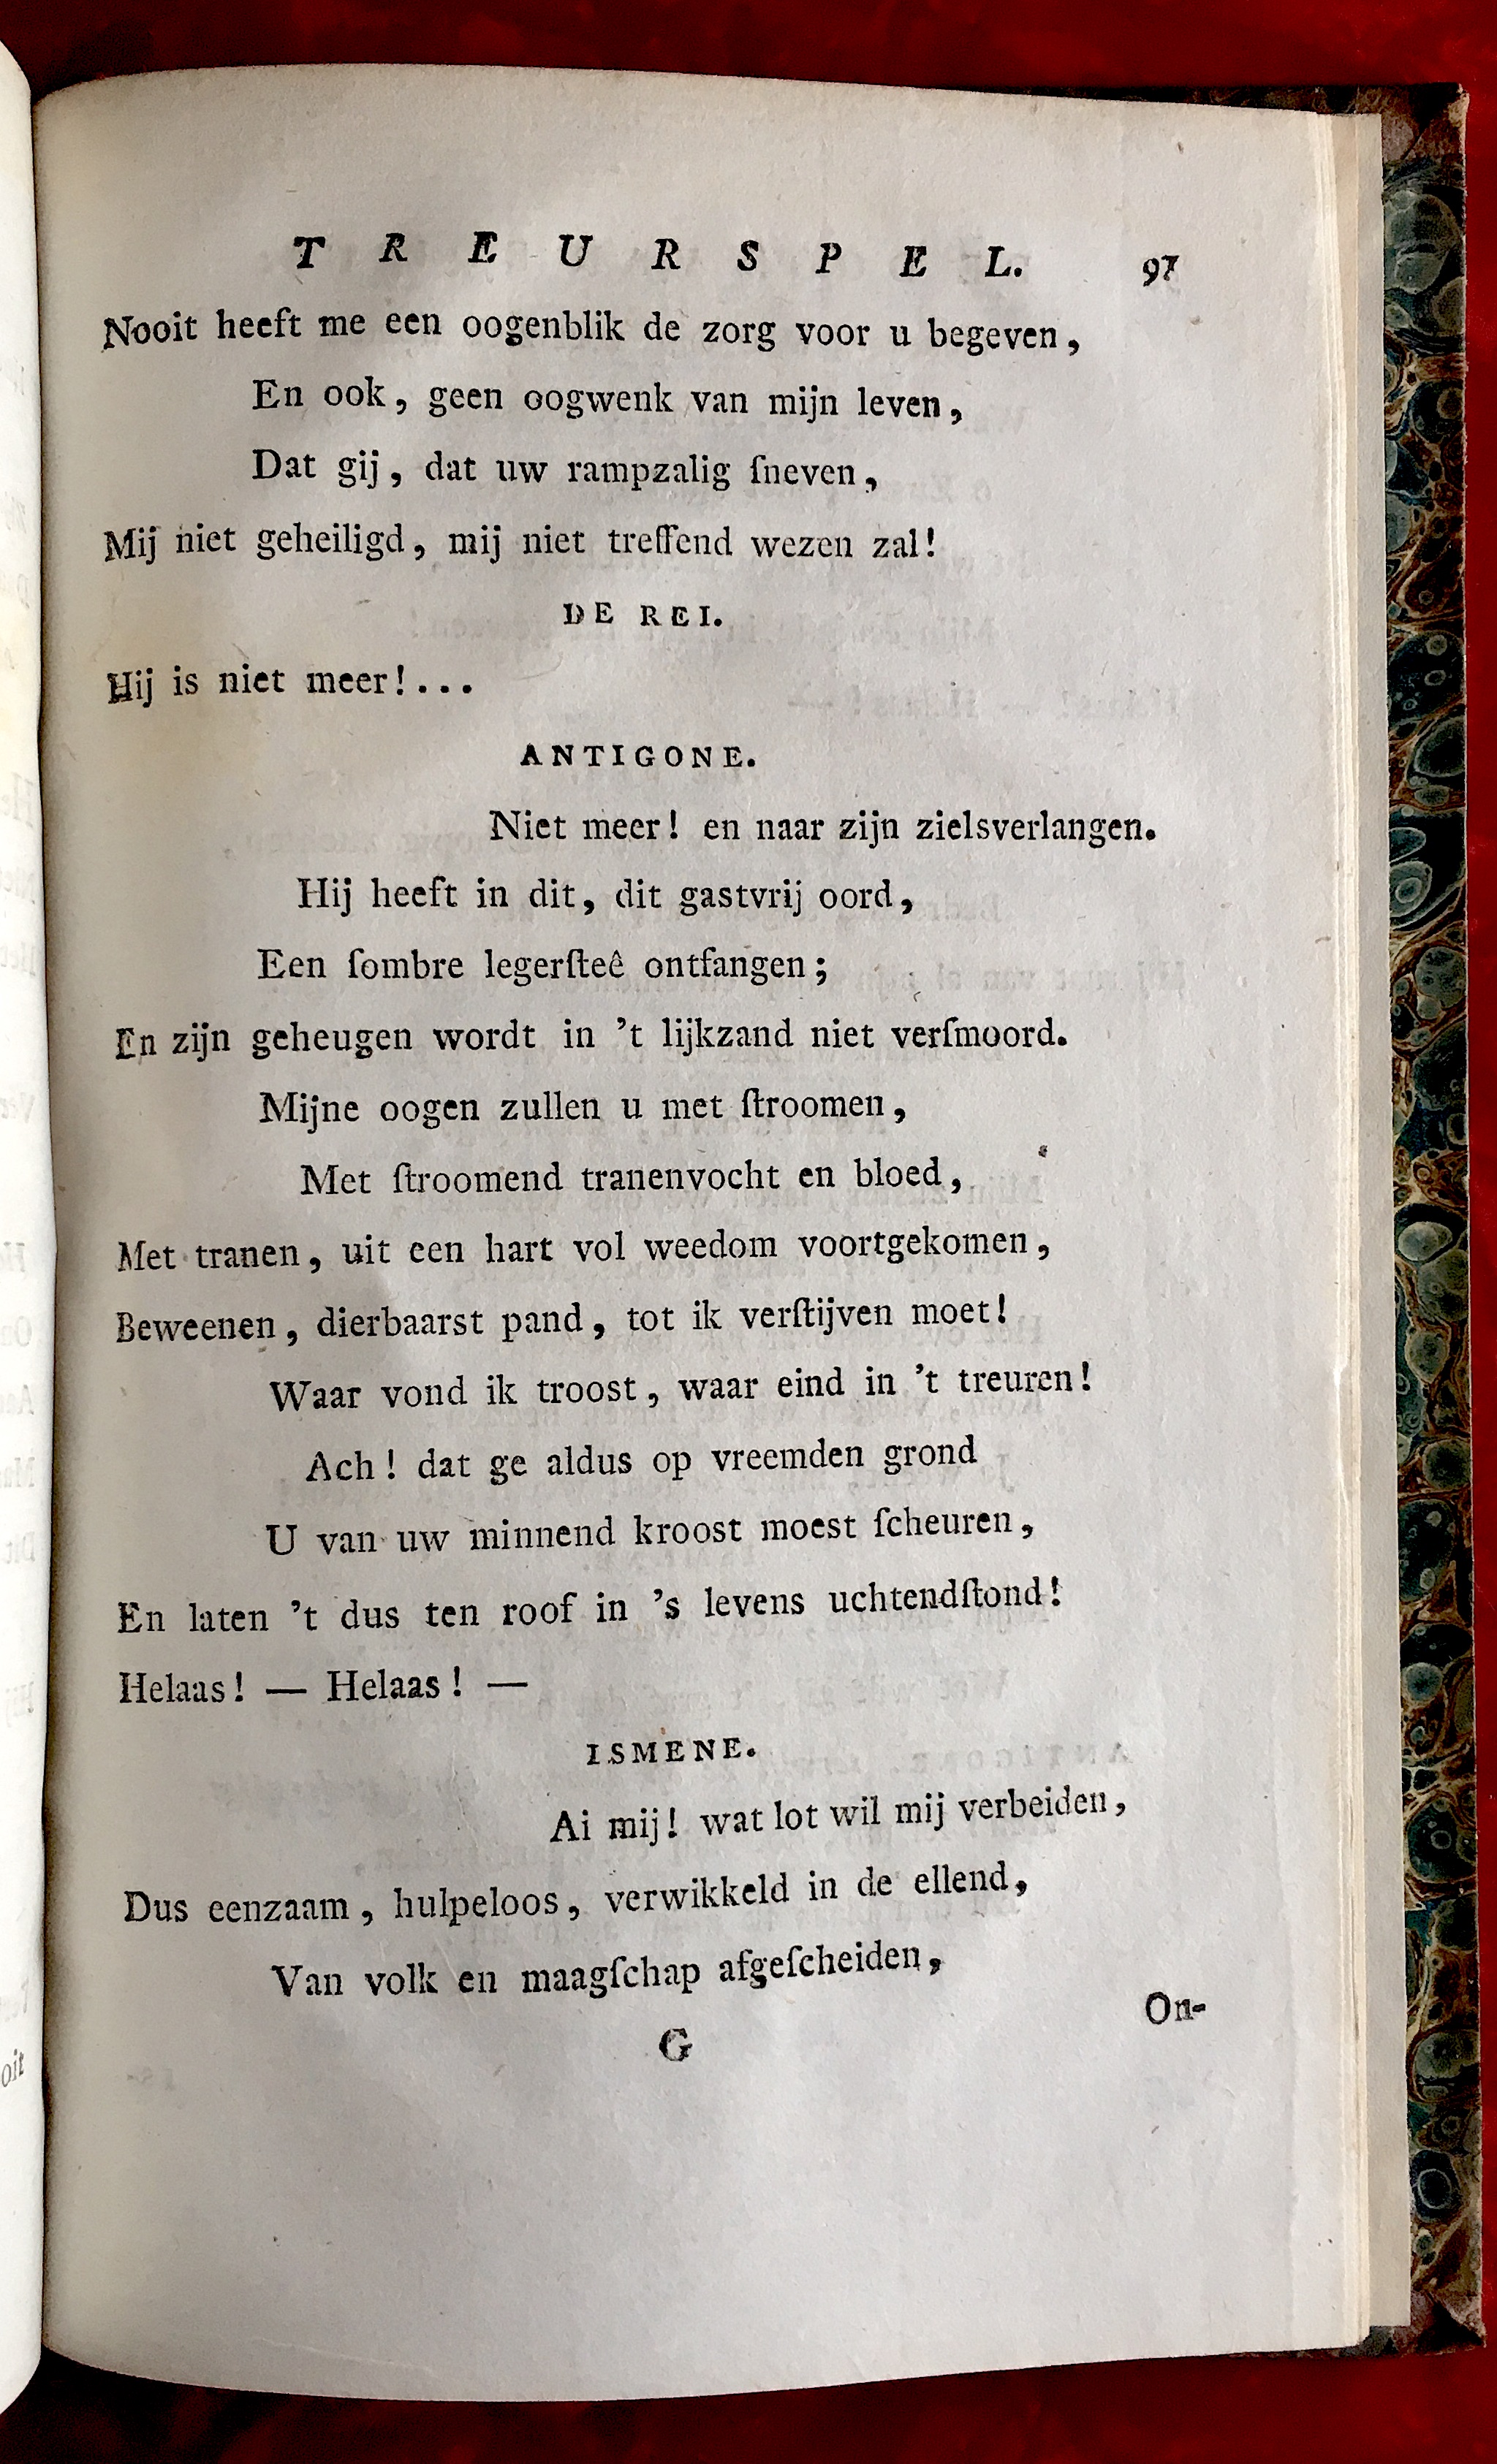 TREURSPEL. 97
Nooit heeft me een oogenblik de zorg voor u begeven,
En ook, geen oogwenk van mijn leven,
Dat gij, dat uw rampzalig ſneven,
Mij niet geheiligd, mij niet treffend wezen zal!
DE REI.
Hij is niet meer!...
ANTIGONE.
Niet meer! en naar zijn zielsverlangen.
Hij heeft in dit, dit gastvrij oord,
Een ſombre legerſteê ontfangen;
En zijn geheugen wordt in 't lijkzand niet verſmoord.
Mijne oogen zullen u met ſtroomen,
Met ſtroomend tranenvocht en bloed,
Met tranen, uit een hart vol weedom voortgekomen,
Beweenen, dierbaarst pand, tot ik verſtijven moet!
Waar vond ik troost, waar eind in 't treuren!
Ach! dat ge aldus op vreemden grond
U van uw minnend kroost moest ſcheuren,
En laten 't dus ten roof in 's levens uchtendſtond!
Helaas! — Helaas! —
ISMENE.
Ai mij! wat lot wil mij verbeiden,
Dus eenzaam, hulpeloos, verwikkeld in de ellend,
Van volk en maagſchap afgeſcheiden,
On-
G